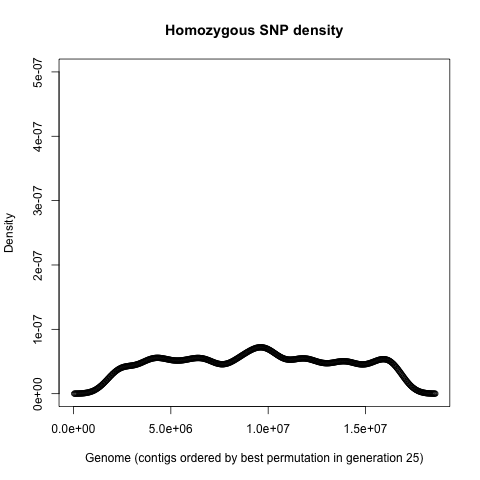 Homozygous SNP density
5e-07
4e-07
3e-07
2e-07
1e-07
0e+00
Density
0.0e+00 5.0e+06 1.0e+07 1.5e+07
Genome (contigs ordered by best permutation in generation 25)